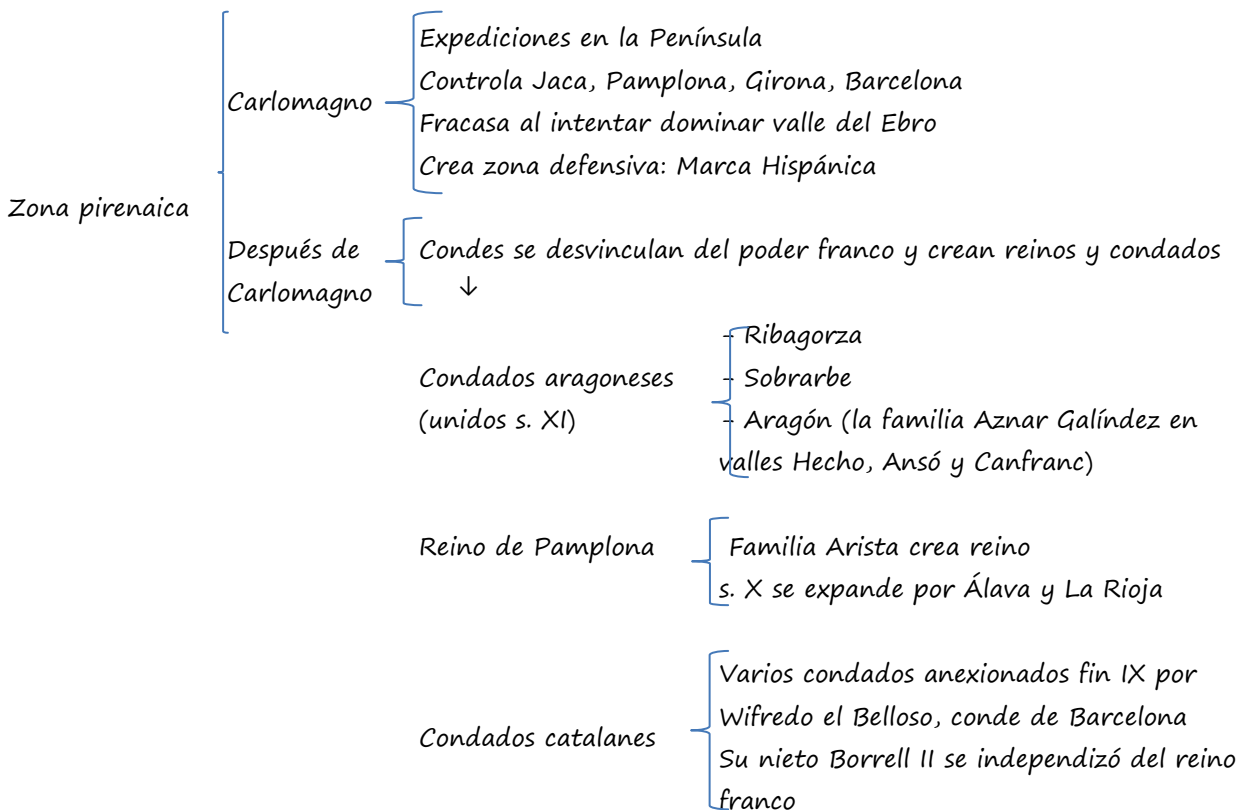 Zona pirenaica
Carlomagno
Expediciones en la Península
Controla Jaca, Pamplona, Girona, Barcelona
Fracasa al intentar dominar valle del Ebro
Crea zona defensiva: Marca Hispánica
Después de
Carlomagno
Condes se desvinculan del poder franco y crean reinos y condados
↓
Condados aragoneses
(unidos s. XI)
- Ribagorza
- Sobrarbe
- Aragón (la familia Aznar Galíndez en
valles Hecho, Ansó y Canfranc)
Reino de Pamplona
Familia Arista crea reino
s. X se expande por Álava y La Rioja
Condados catalanes
Varios condados anexionados fin IX por
Wifredo el Belloso, conde de Barcelona
Su nieto Borrell II se independizó del reino
franco